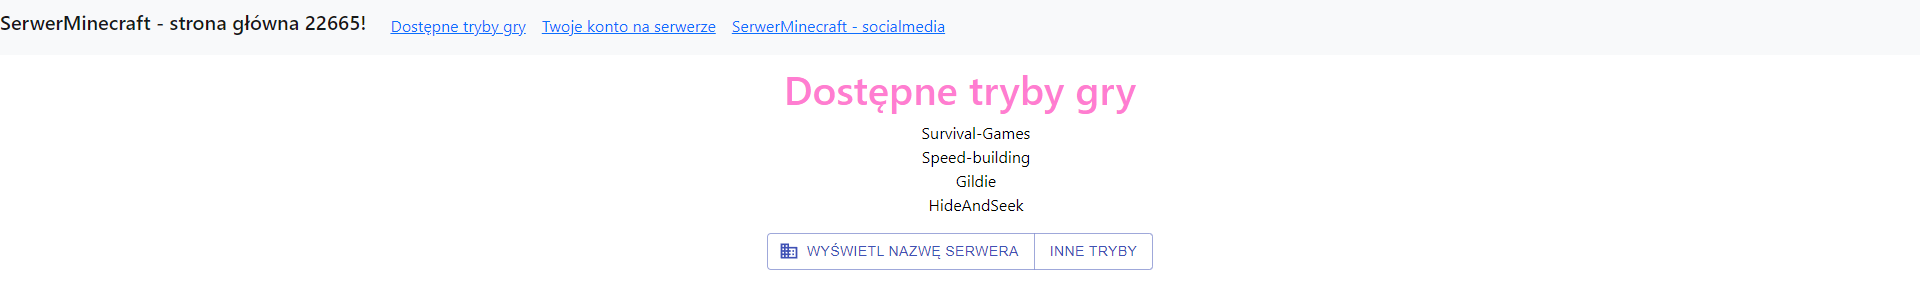 SerwerMinecraft - strona główna 22665! Dostępne tryby gry Twoje konto na serwerze SerwerMinecraft - socialmedia
Dostępne tryby gry
Survival-Games
Speed-building
Gildie
HideAndSeek
WYŚWIETL NAZWĘ SERWERA INNE TRYBY